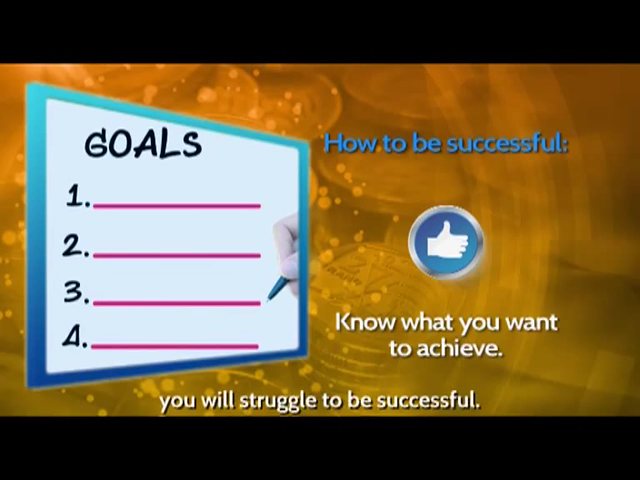 GOALS
1.
2.
3.
4.
How to be successful:
Know what you want
to achieve.
you will struggle to be successful.